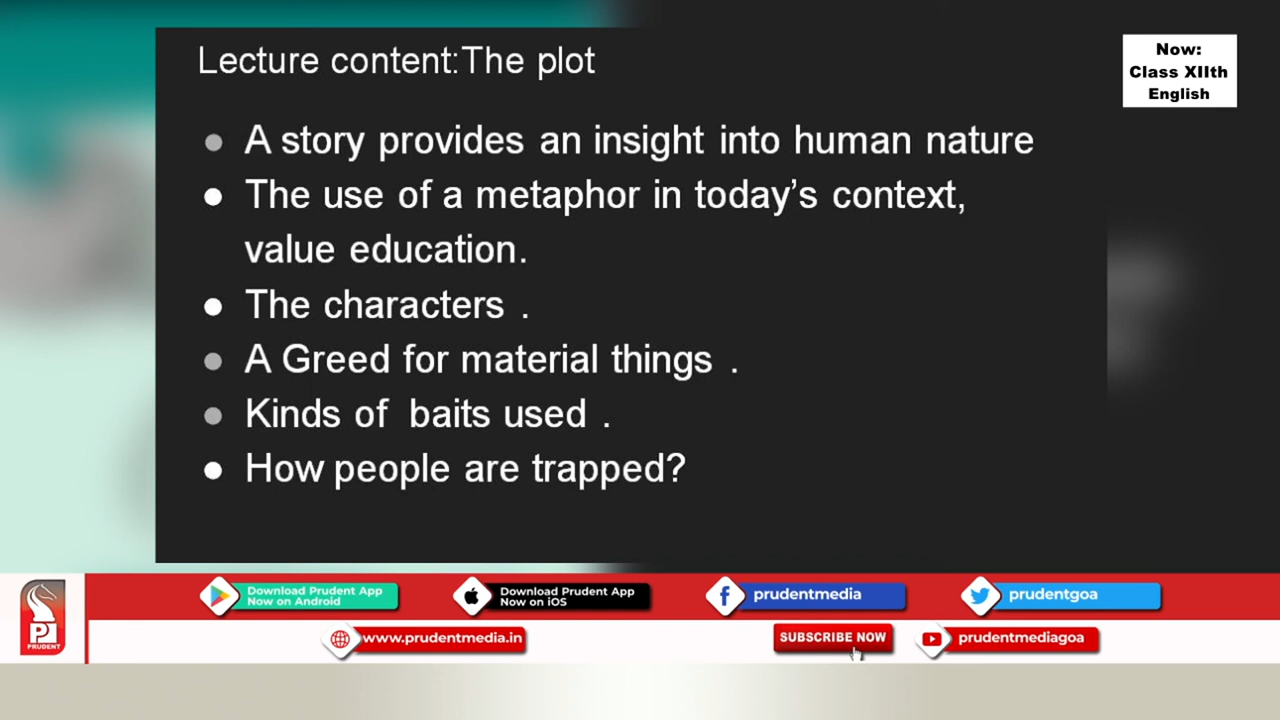 Lecture content:The plot
Now:
Class XIIth
English
A story provides an insight into human nature
The use of a metaphor in today’s context,
value education.
The characters .
A Greed for material things .
Kinds of baits used .
How people are trapped?
PRUDENT
Download Prudent App
Now on Android
Download Prudent App
Now on iOS
prudentmedia
prudentgoa
www.prudentmedia.in
SUBSCRIBE NOW
prudentmediagoa